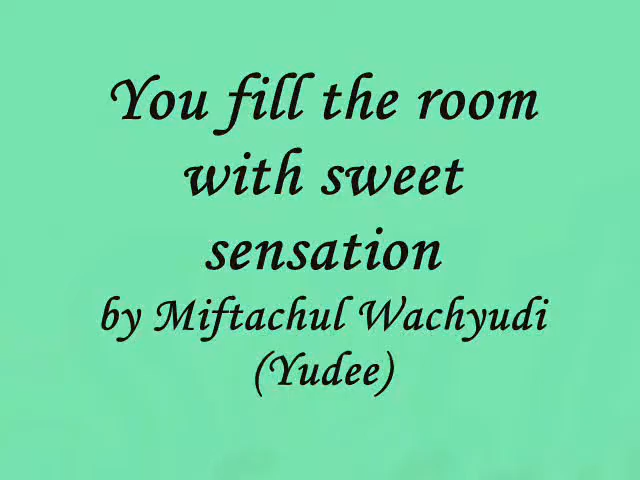 You fill the room
with sweet
sensation
by Miftachul Wachyudi
(Yudee)